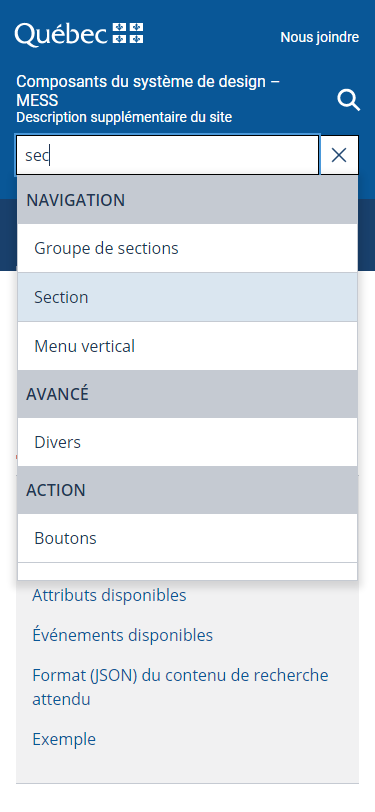 Québec
Nous joindre
Composants du système de design –
MESS
Description supplémentaire du site
sec
NAVIGATION
Groupe de sections
Section
Menu vertical
AVANCÉ
Divers
ACTION
Boutons
Attributs disponibles
Événements disponibles
Format (JSON) du contenu de recherche
attendu
Exemple